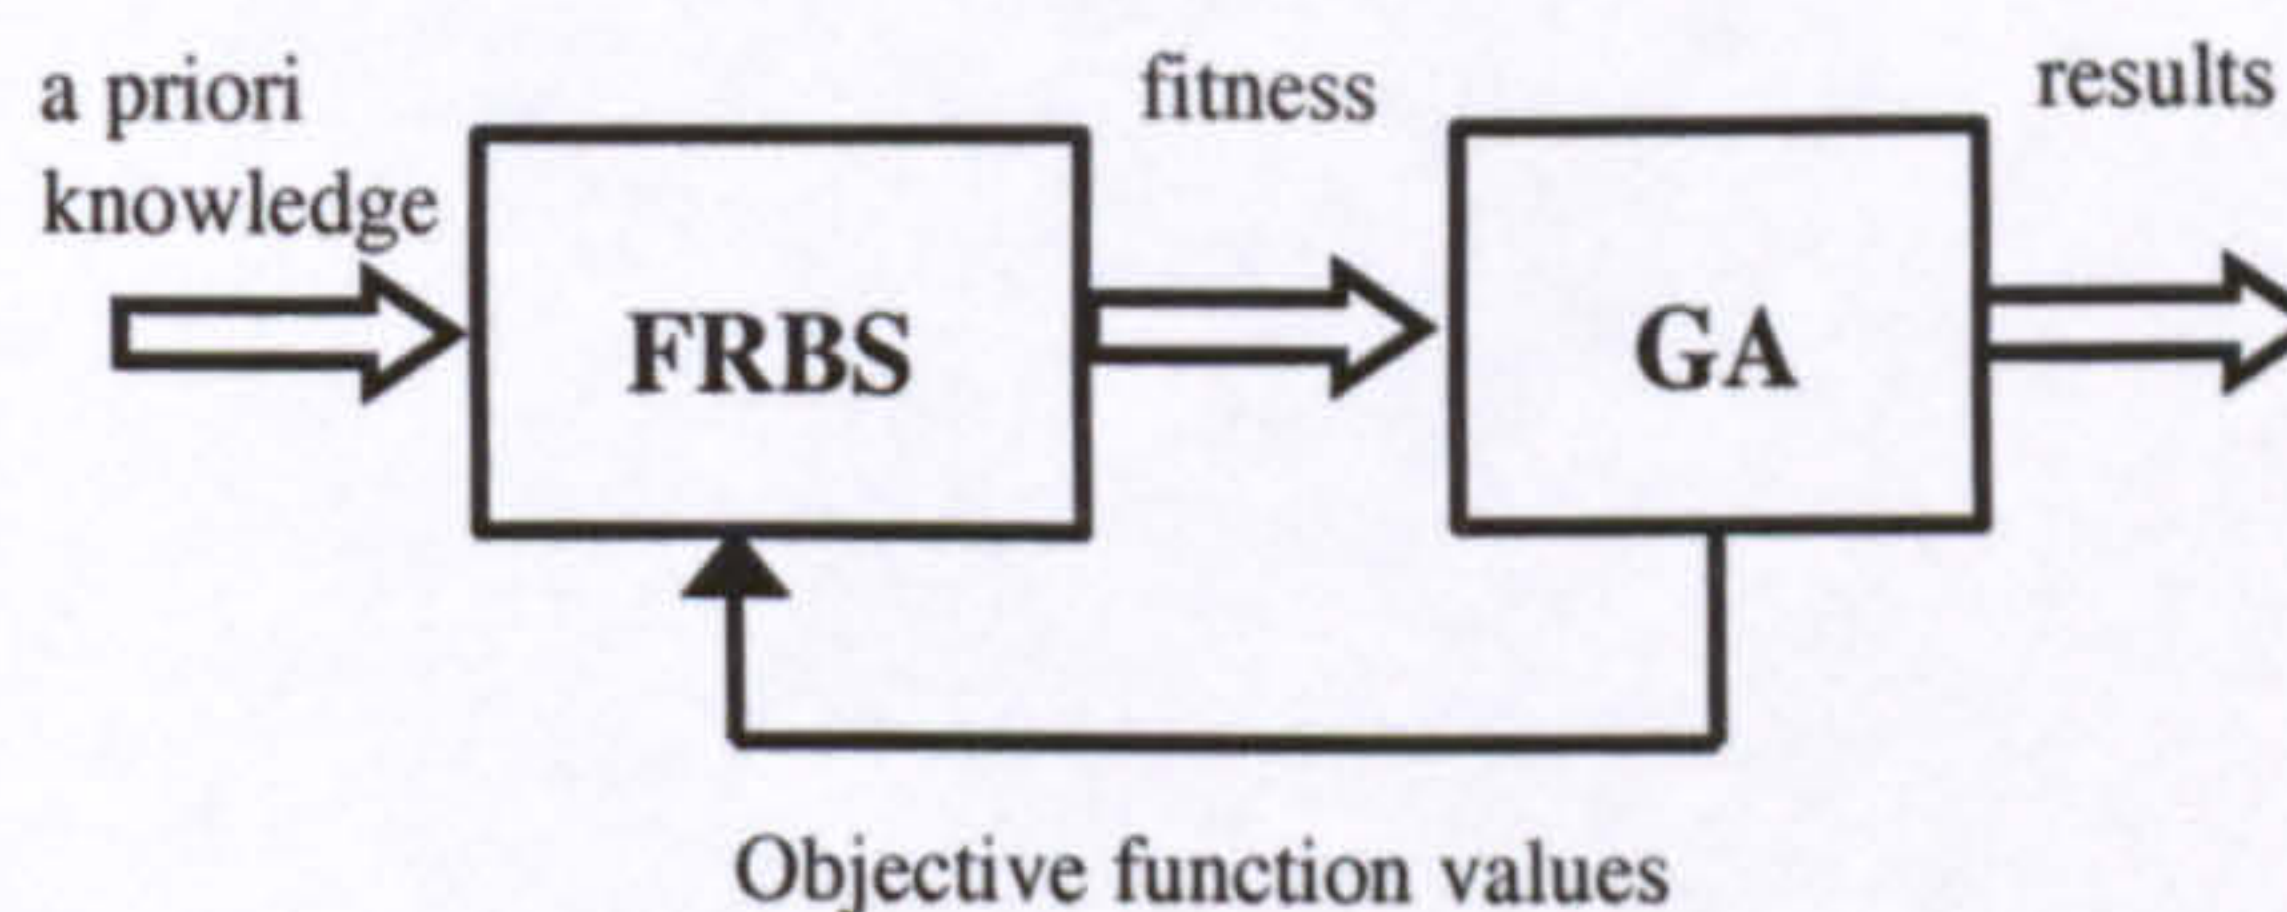 a priori
knowledge
fitness
results
FRBS
GA
Objective function values